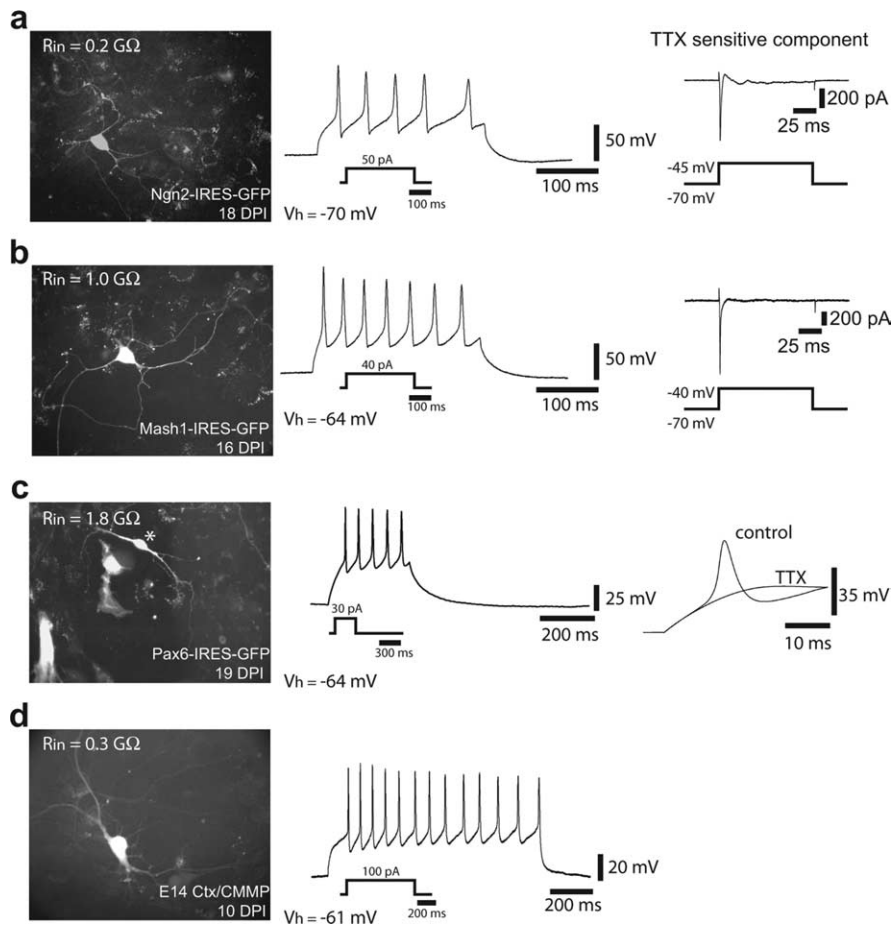 a
Rin = 0.2 GΩ
Ngn2-IRES-GFP
18 DPI
50 pA
100 ms
Vh = -70 mV
50 mV
100 ms
TTX sensitive component
200 pA
25 ms
-45 mV
-70 mV
b
Rin = 1.0 GΩ
Mash1-IRES-GFP
16 DPI
40 pA
100 ms
Vh = -64 mV
50 mV
100 ms
200 pA
25 ms
-40 mV
-70 mV
c
Rin = 1.8 GΩ
*
Pax6-IRES-GFP
19 DPI
30 pA
300 ms
Vh = -64 mV
25 mV
200 ms
control
TTX
35 mV
10 ms
d
Rin = 0.3 GΩ
E14 Ctx/CMMP
10 DPI
100 pA
200 ms
Vh = -61 mV
20 mV
200 ms